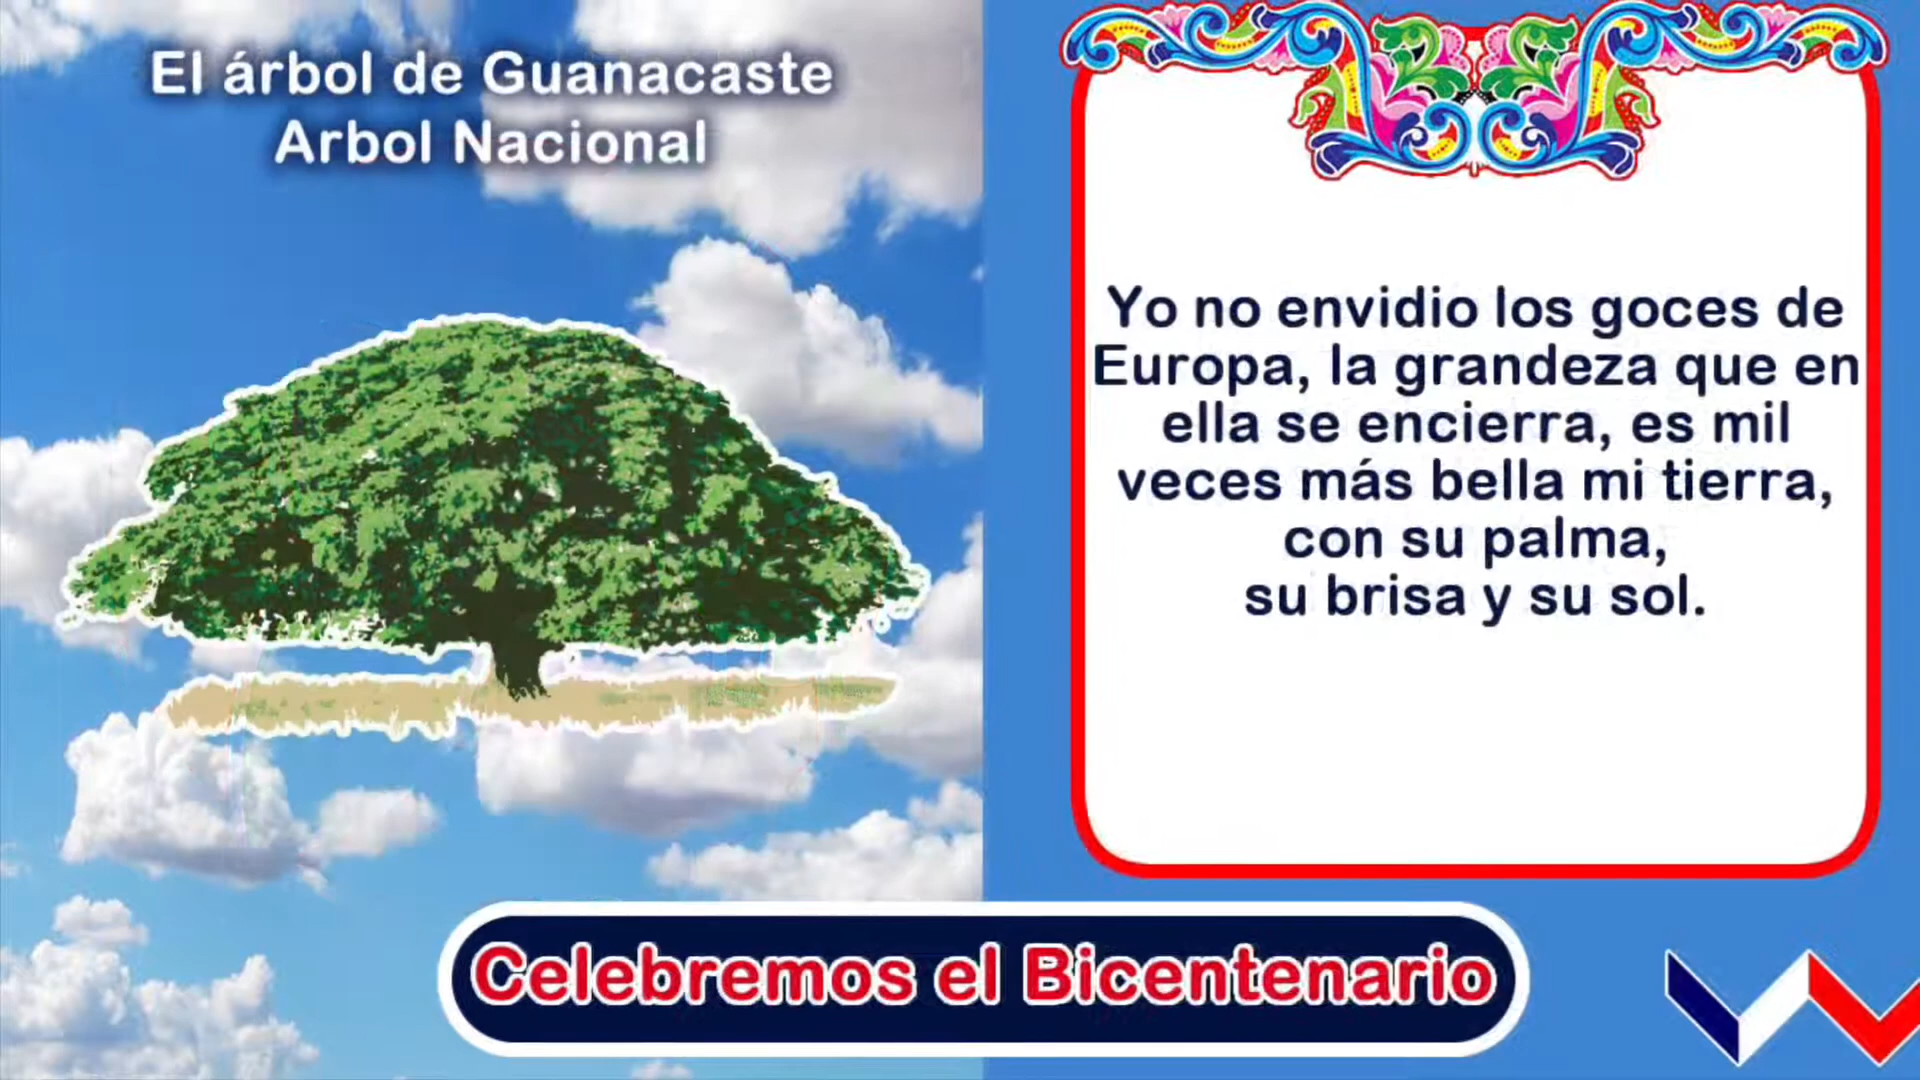 El árbol de Guanacaste
Arbol Nacional
Yo no envidio los goces de
Europa, la grandeza que en
ella se encierra, es mil
veces más bella mi tierra,
con su palma,
su brisa y su sol.
Celebremos el Bicentenario